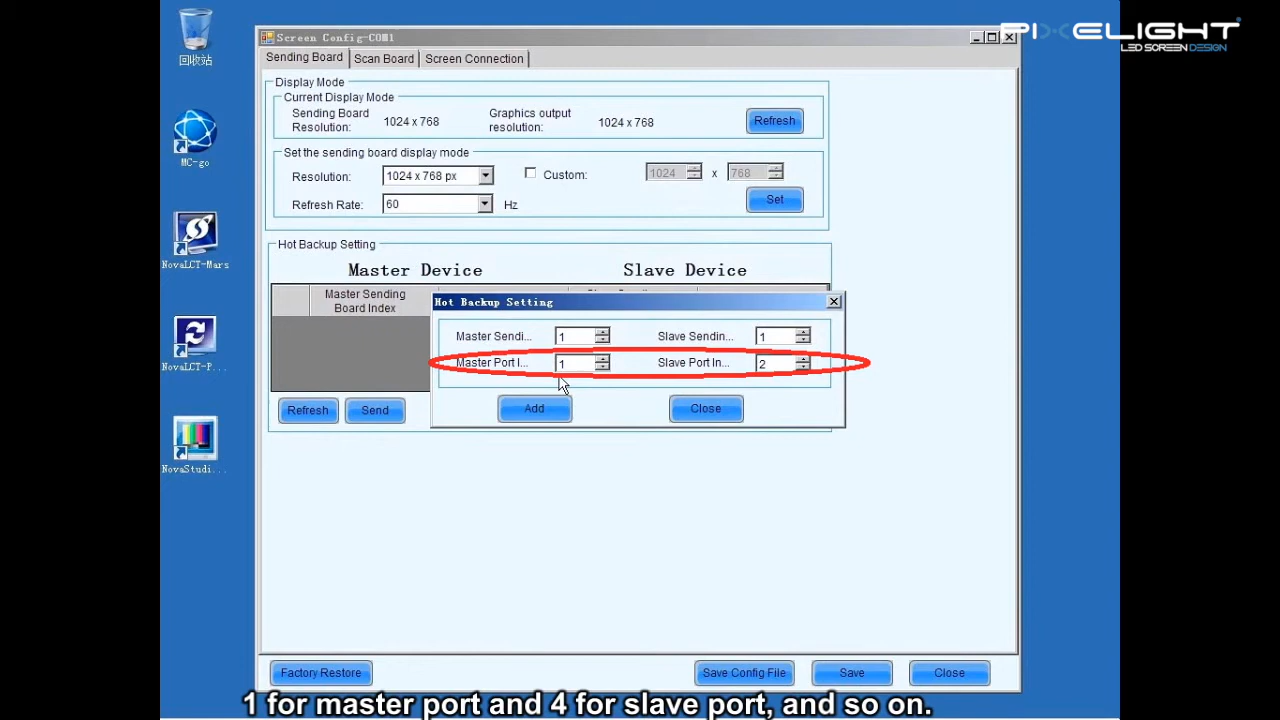 PIXELIGHT
LED SCREEN DESIGN
回收站
MC-go
NovaLCT-Mars
NovaLCT-P...
NovaStudi...
Screen Config-COM1
Sending Board
Scan Board
Screen Connection
Display Mode
Current Display Mode
Sending Board
Resolution:
1024 x 768
Graphics output
resolution:
1024 x 768
Refresh
Set the sending board display mode
Resolution:
1024 x 768 px
Custom:
1024 x 768
Refresh Rate:
60
Hz
Set
Hot Backup Setting
Master Device
Slave Device
Master Sending
Board Index
Refresh
Send
Hot Backup Setting
Master Sendi...
1
Slave Sendin...
1
Master Port I...
1
Slave Port In...
2
Add
Close
Factory Restore
Save Config File
Save
Close
1 for master port and 4 for slave port, and so on.